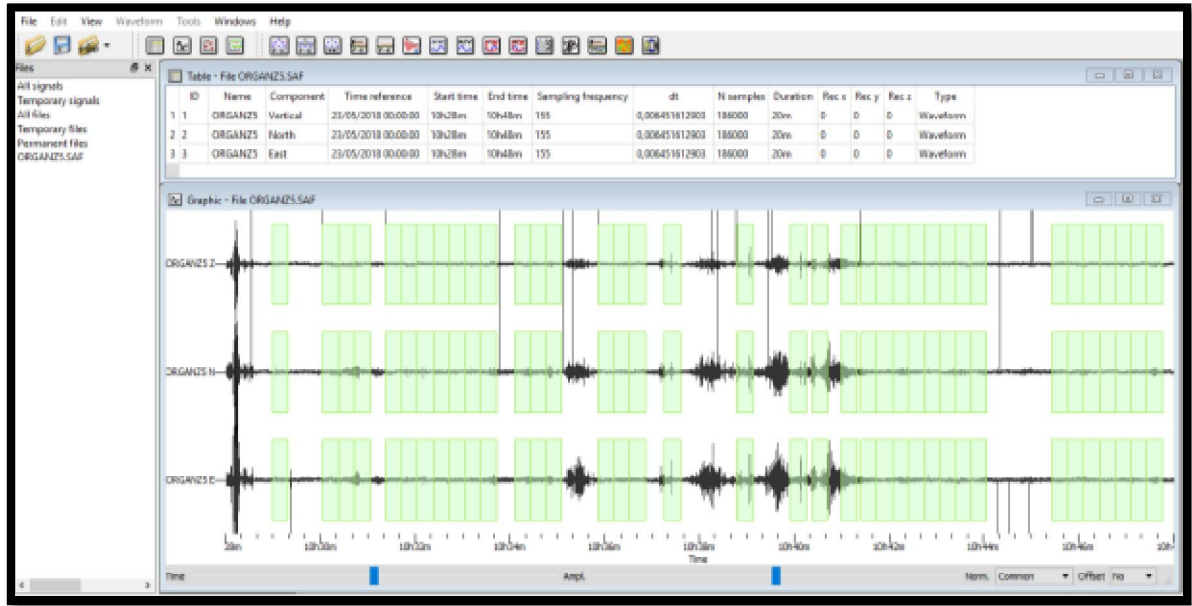 File Edit View Waveform Tools Windows Help
Files
All signals
Temporary signals
All files
Temporary files
Permanent files
ORGANZ5.SAF
Table - File ORGANZ5.SAF
ID Name Component Time reference Start time End time Sampling frequency dt N samples Duration Rec x Rec y Rec z Type
1 1 ORGANZ5 Vertical 23/05/2018 00:00:00 10h28m 10h48m 155 0,006451612903 186000 20m 0 0 0 Waveform
2 2 ORGANZ5 North 23/05/2018 00:00:00 10h28m 10h48m 155 0,006451612903 186000 20m 0 0 0 Waveform
3 3 ORGANZ5 East 23/05/2018 00:00:00 10h28m 10h48m 155 0,006451612903 186000 20m 0 0 0 Waveform
Graphic - File ORGANZ5.SAF
ORGANZ5 Z
ORGANZ5 N
ORGANZ5 E
28m 10h30m 10h32m 10h34m 10h36m 10h38m 10h40m 10h42m 10h44m 10h46m 10h
Time
Time Ampl. Norm. Common Offset No